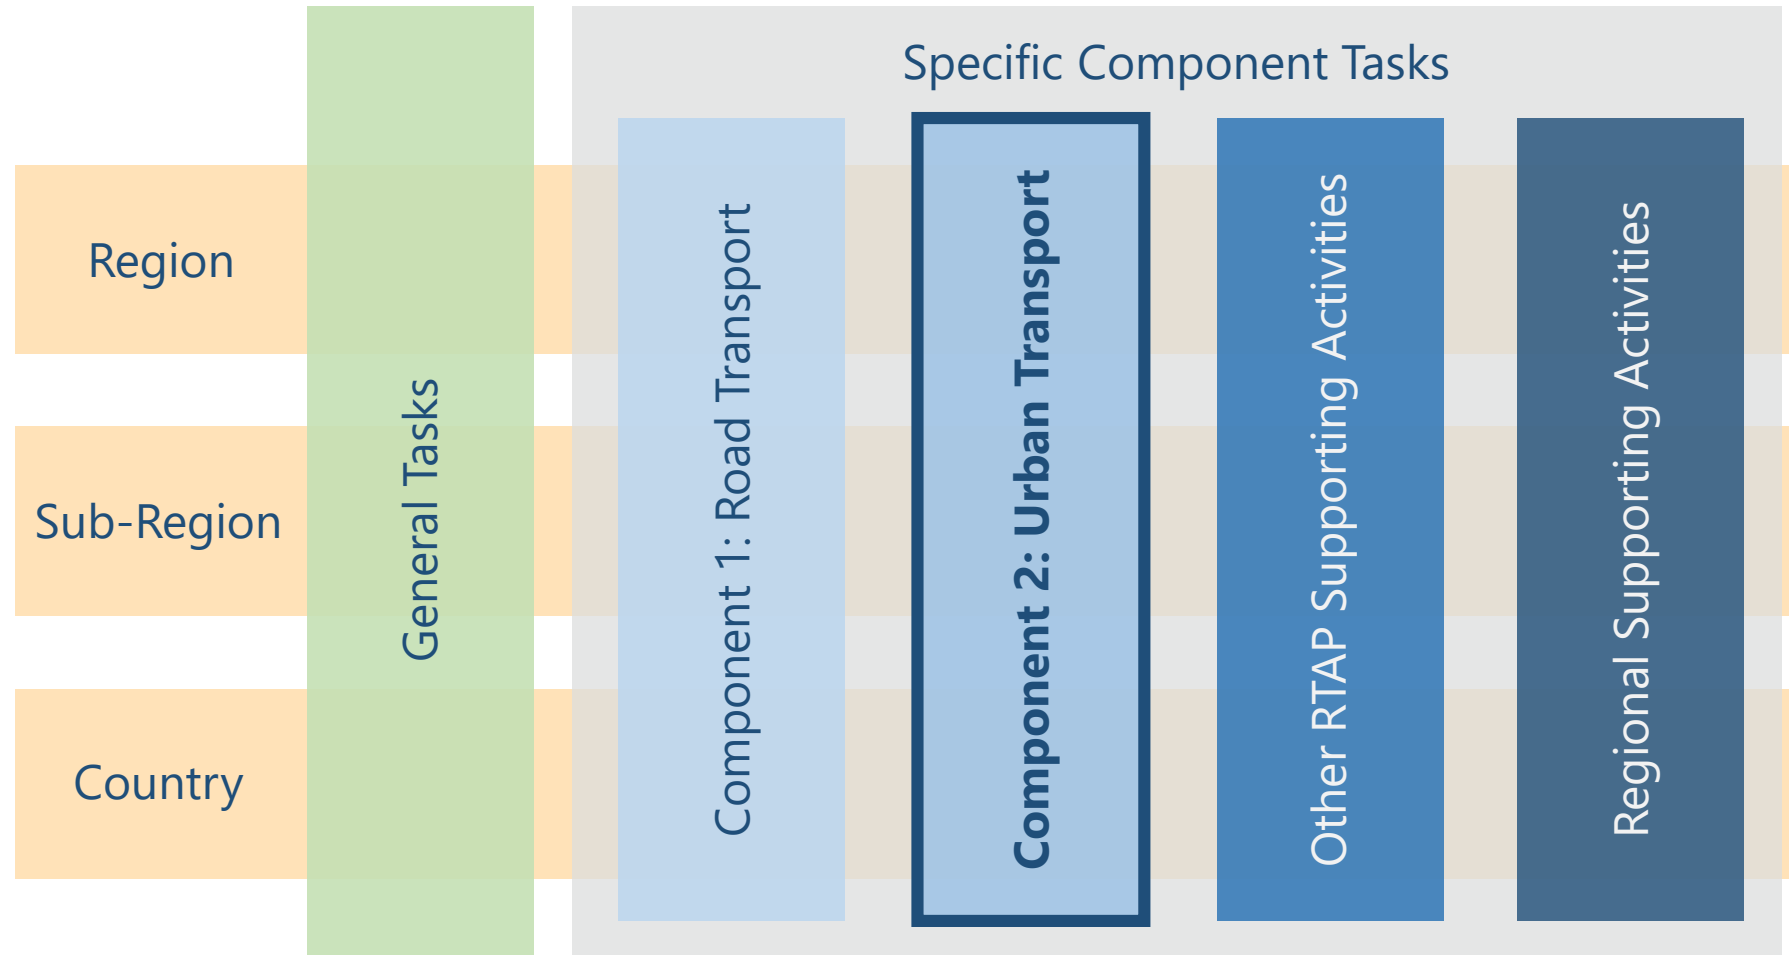 Specific Component Tasks
Region
Sub-Region
Country
General Tasks
Component 1: Road Transport
Component 2: Urban Transport
Other RTAP Supporting Activities
Regional Supporting Activities